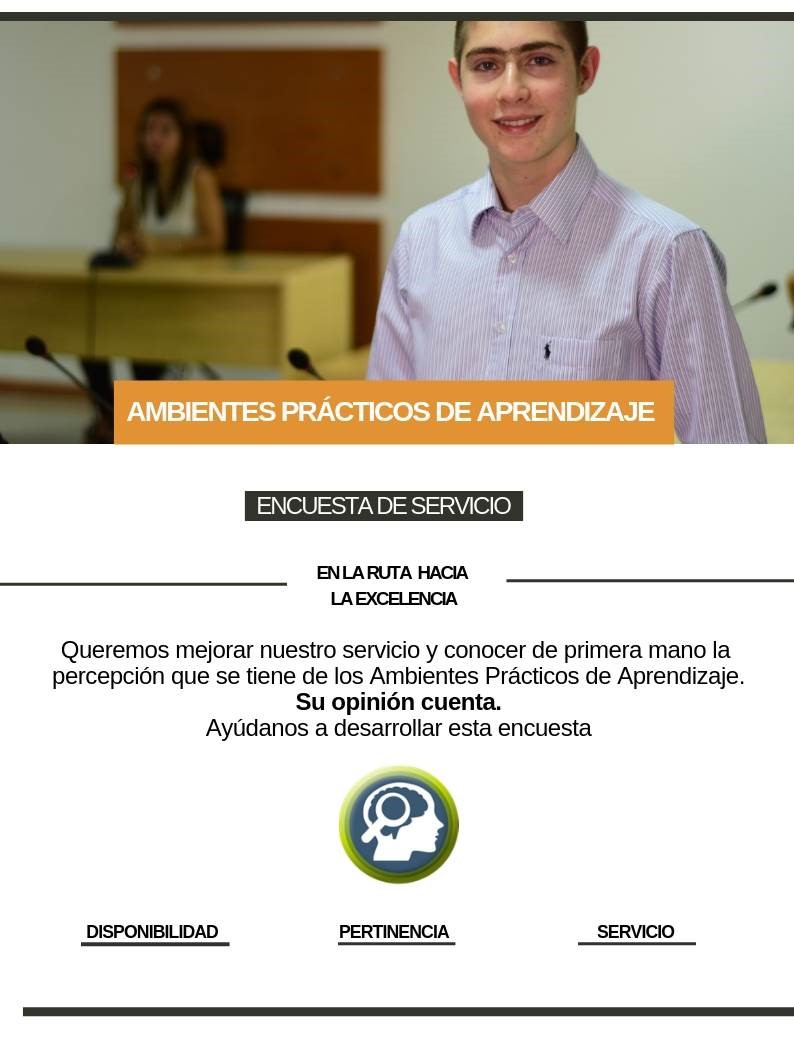 AMBIENTES PRÁCTICOS DE APRENDIZAJE
ENCUESTA DE SERVICIO
EN LA RUTA HACIA
LA EXCELENCIA
Queremos mejorar nuestro servicio y conocer de primera mano la
percepción que se tiene de los Ambientes Prácticos de Aprendizaje.
Su opinión cuenta.
Ayúdanos a desarrollar esta encuesta
DISPONIBILIDAD
PERTINENCIA
SERVICIO